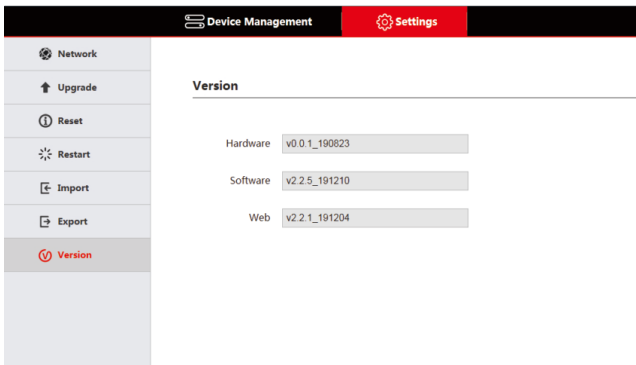 Device Management
Settings
Network
Upgrade
Reset
Restart
Import
Export
Version
Version
Hardware v0.0.1_190823
Software v2.2.5_191210
Web v2.2.1_191204